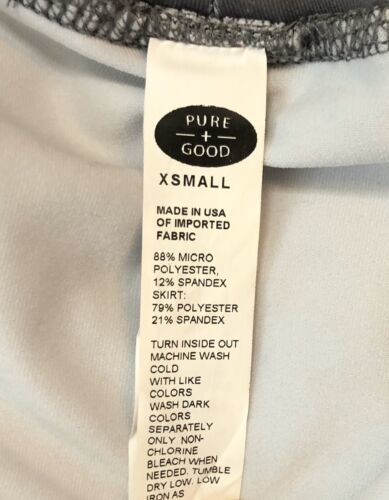 PURE
+
GOOD
XSMALL
MADE IN USA
OF IMPORTED
FABRIC
88% MICRO
POLYESTER,
12% SPANDEX
SKIRT:
79% POLYESTER
21% SPANDEX
TURN INSIDE OUT
MACHINE WASH
COLD
WITH LIKE
COLORS
WASH DARK
COLORS
SEPARATELY
ONLY NON-
CHLORINE
BLEACH WHEN
NEEDED. TUMBLE
DRY LOW. LOW
IRON AS